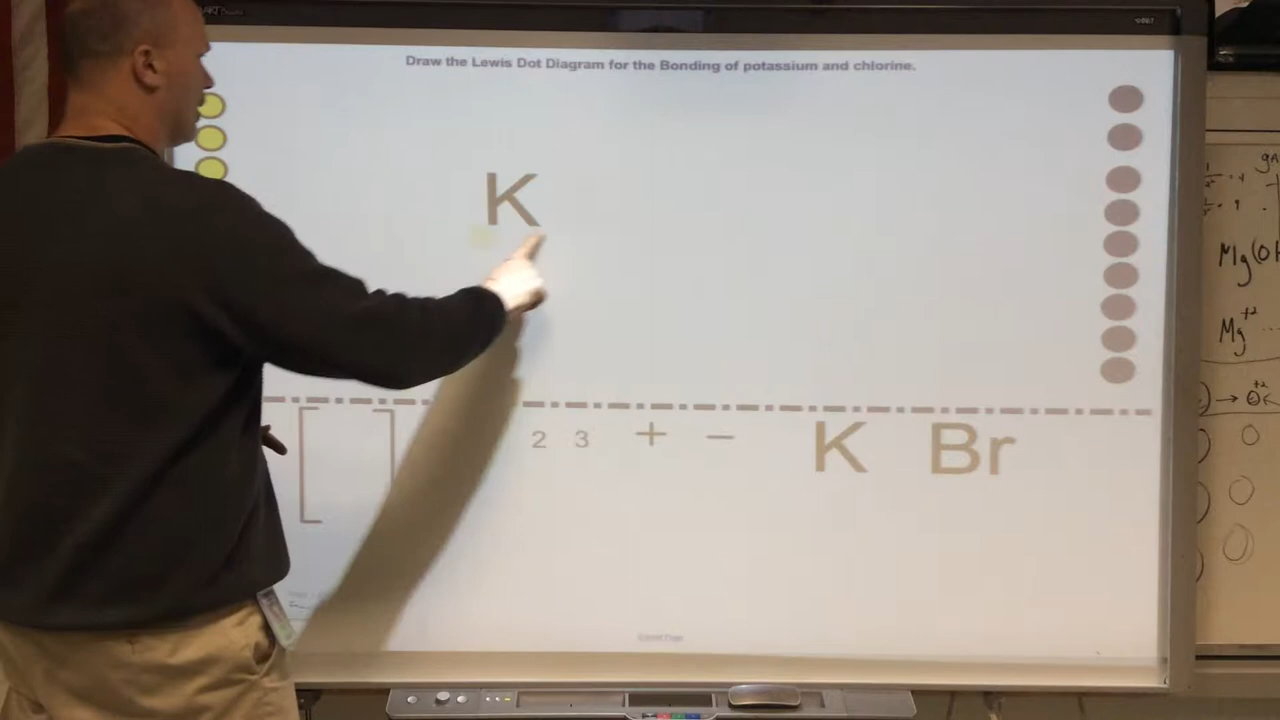 Draw the Lewis Dot Diagram for the Bonding of potassium and chlorine.
K
[ ] 2 3 + − K Br
Mg(OH
Mg+2